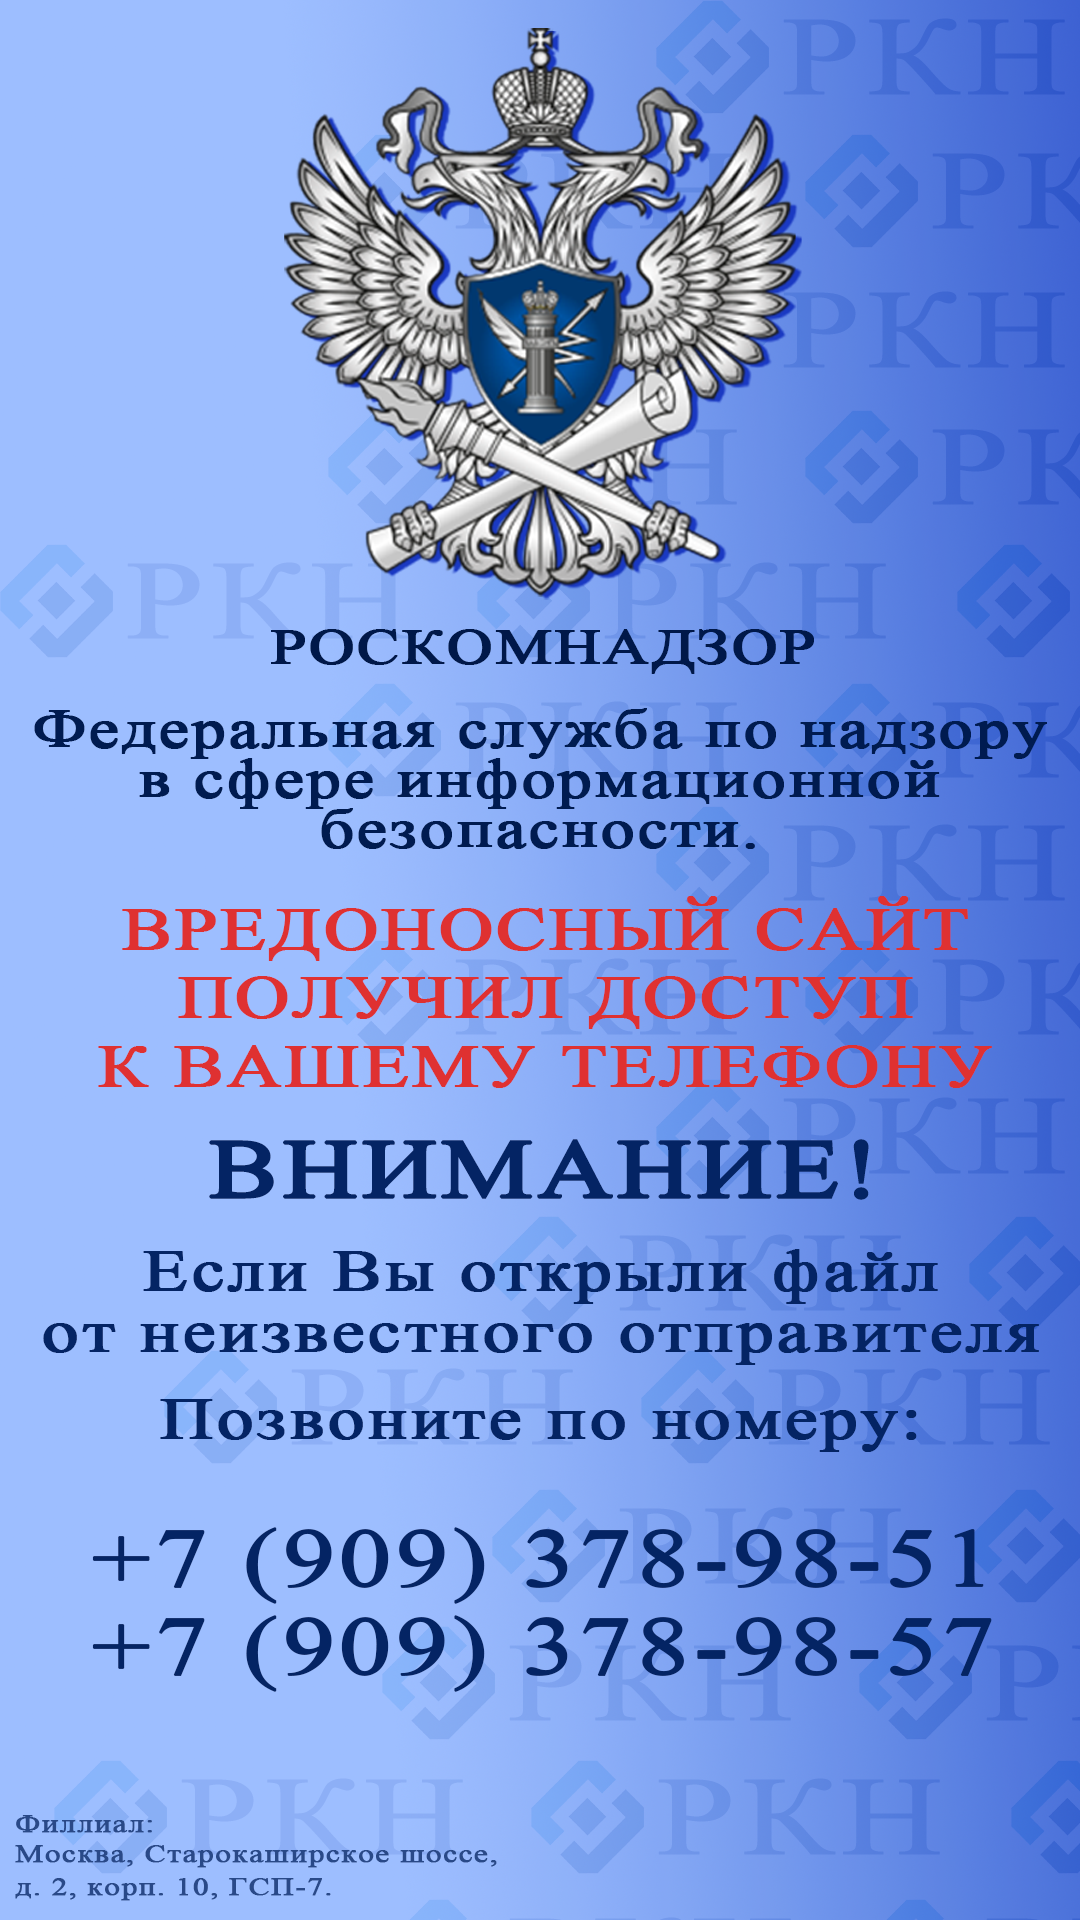 РОСКОМНАДЗОР
Федеральная служба по надзору
в сфере информационной
безопасности.
ВРЕДОНОСНЫЙ САЙТ
ПОЛУЧИЛ ДОСТУП
К ВАШЕМУ ТЕЛЕФОНУ
ВНИМАНИЕ!
Если Вы открыли файл
от неизвестного отправителя
Позвоните по номеру:
+7 (909) 378-98-51
+7 (909) 378-98-57
Филлиал:
Москва, Старокаширское шоссе,
д. 2, корп. 10, ГСП-7.
РКН